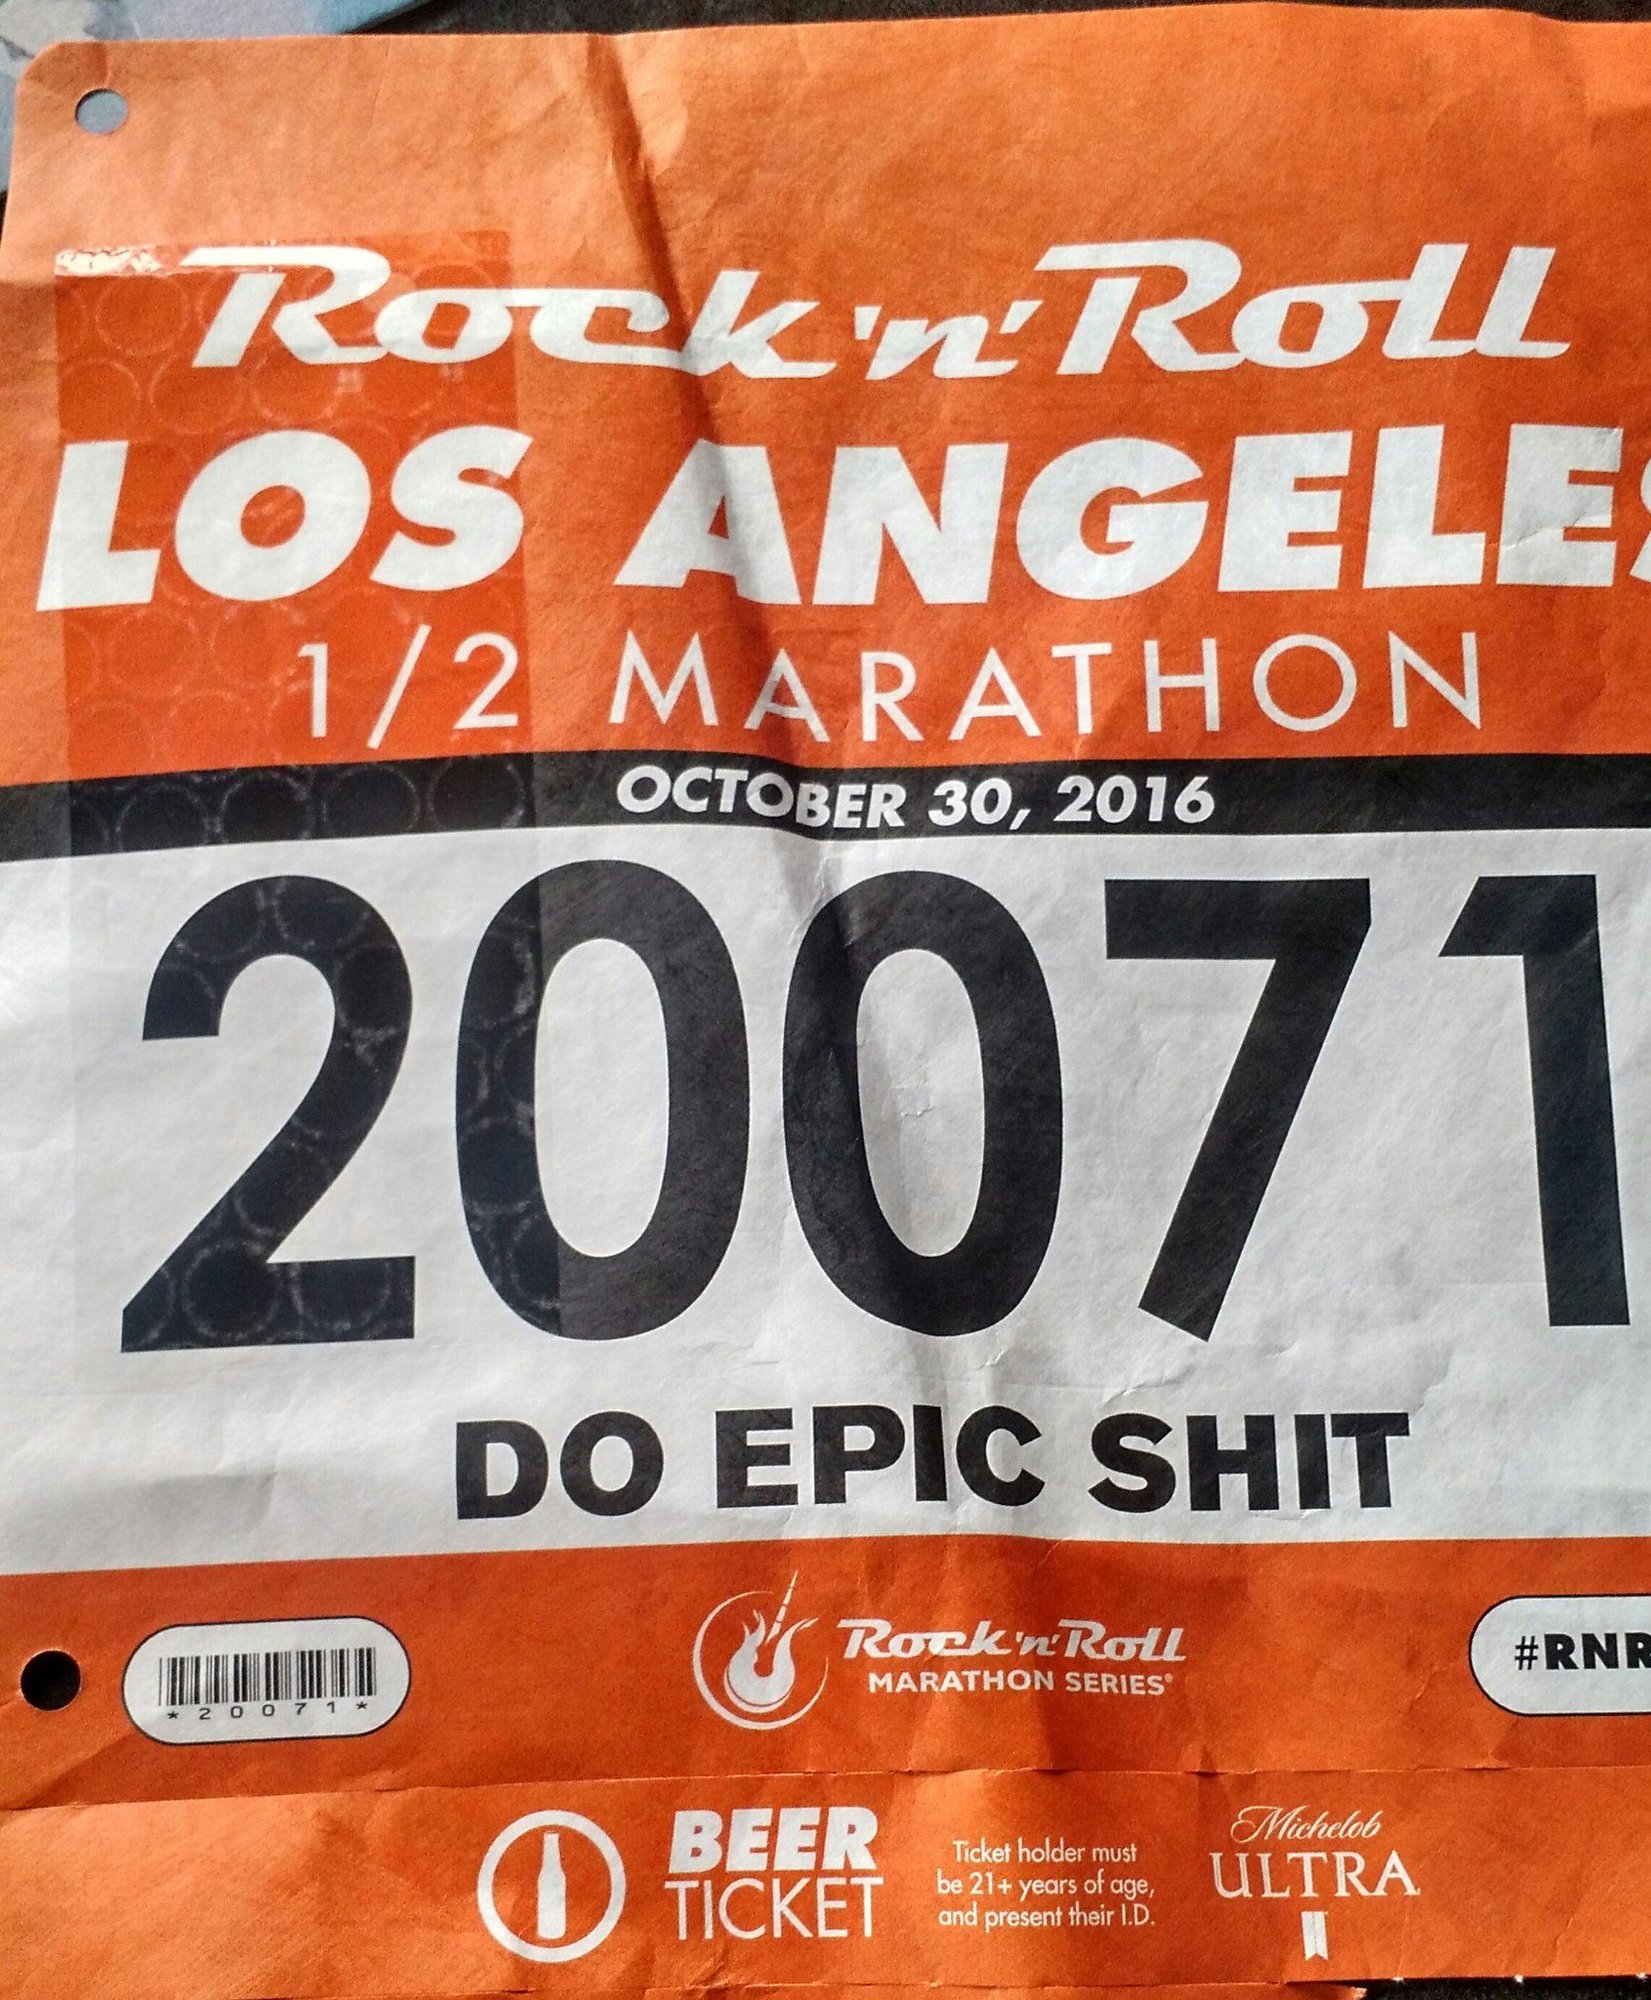 Rock 'n' Roll
LOS ANGELES
1/2 MARATHON
OCTOBER 30, 2016
20071
DO EPIC SHIT
*20071*
Rock 'n' Roll
MARATHON SERIES®
#RNR
BEER
TICKET
Ticket holder must
be 21+ years of age,
and present their I.D.
Michelob
ULTRA